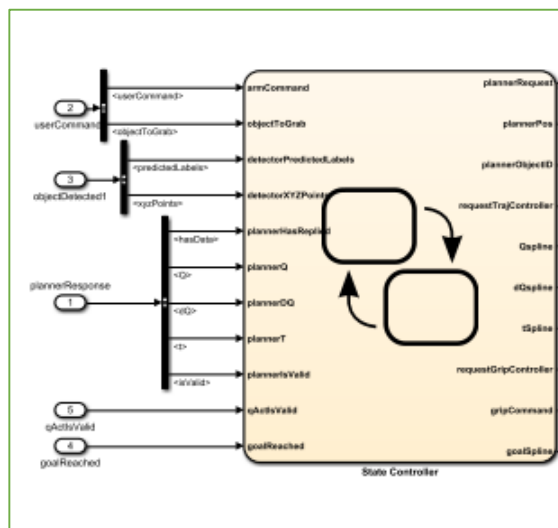 2
userCommand
<userCommand>
<objectToGrab>
3
objectDetected1
<predictedLabels>
<xyzPoints>
plannerResponse
1
<hasData>
<Q>
<dQ>
<t>
<isValid>
5
qActIsValid
4
goalReached
armCommand
objectToGrab
detectorPredictedLabels
detectorXYZPoints
plannerHasReplied
plannerQ
plannerDQ
plannerT
plannerIsValid
qActIsValid
goalReached
plannerRequest
plannerPos
plannerObjectID
requestTrajController
Qspline
dQspline
tSpline
requestGripController
gripCommand
goalSpline
State Controller